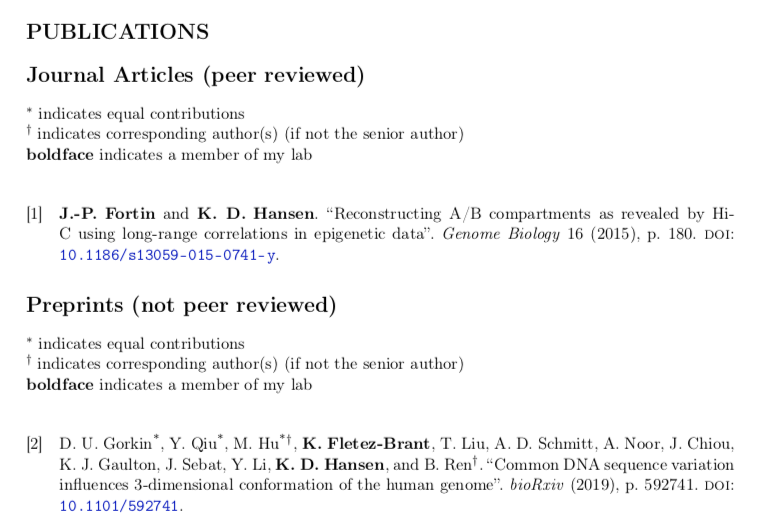 PUBLICATIONS
Journal Articles (peer reviewed)
* indicates equal contributions
† indicates corresponding author(s) (if not the senior author)
boldface indicates a member of my lab
[1] J.-P. Fortin and K. D. Hansen. “Reconstructing A/B compartments as revealed by Hi-
C using long-range correlations in epigenetic data”. Genome Biology 16 (2015), p. 180. DOI:
10.1186/s13059-015-0741-y.
Preprints (not peer reviewed)
* indicates equal contributions
† indicates corresponding author(s) (if not the senior author)
boldface indicates a member of my lab
[2] D. U. Gorkin*, Y. Qiu*, M. Hu*†, K. Fletez-Brant, T. Liu, A. D. Schmitt, A. Noor, J. Chiou,
K. J. Gaulton, J. Sebat, Y. Li, K. D. Hansen, and B. Ren†. “Common DNA sequence variation
influences 3-dimensional conformation of the human genome”. bioRxiv (2019), p. 592741. DOI:
10.1101/592741.